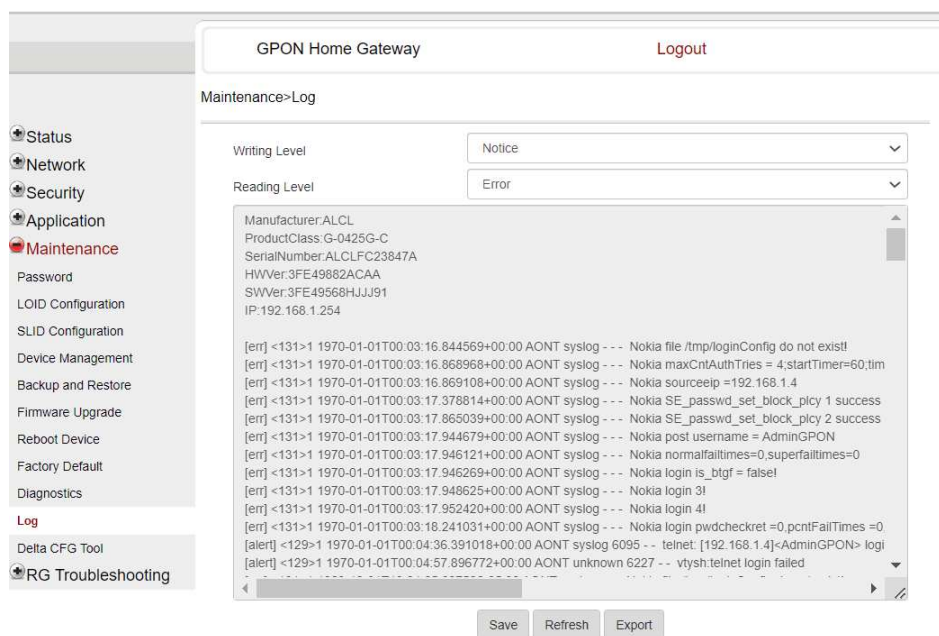 GPON Home Gateway
Logout
Maintenance>Log
Status
Network
Security
Application
Maintenance
Password
LOID Configuration
SLID Configuration
Device Management
Backup and Restore
Firmware Upgrade
Reboot Device
Factory Default
Diagnostics
Log
Delta CFG Tool
RG Troubleshooting
Writing Level
Notice
Reading Level
Error
Manufacturer:ALCL
ProductClass:G-0425G-C
SerialNumber:ALCLFC23847A
HWVer:3FE49882ACAA
SWVer:3FE49568HJJJ91
IP:192.168.1.254
[err] <131>1 1970-01-01T00:03:16.844569+00:00 AONT syslog - - - Nokia file /tmp/loginConfig do not exist!
[err] <131>1 1970-01-01T00:03:16.868968+00:00 AONT syslog - - - Nokia maxCntAuthTries = 4;startTimer=60;tim
[err] <131>1 1970-01-01T00:03:16.869108+00:00 AONT syslog - - - Nokia sourceeip =192.168.1.4
[err] <131>1 1970-01-01T00:03:17.378814+00:00 AONT syslog - - - Nokia SE_passwd_set_block_plcy 1 success
[err] <131>1 1970-01-01T00:03:17.865039+00:00 AONT syslog - - - Nokia SE_passwd_set_block_plcy 2 success
[err] <131>1 1970-01-01T00:03:17.944679+00:00 AONT syslog - - - Nokia post username = AdminGPON
[err] <131>1 1970-01-01T00:03:17.946121+00:00 AONT syslog - - - Nokia normalfailtimes=0,superfailtimes=0
[err] <131>1 1970-01-01T00:03:17.946269+00:00 AONT syslog - - - Nokia login is_btgf = false!
[err] <131>1 1970-01-01T00:03:17.948625+00:00 AONT syslog - - - Nokia login 3!
[err] <131>1 1970-01-01T00:03:17.952420+00:00 AONT syslog - - - Nokia login 4!
[err] <131>1 1970-01-01T00:03:18.241031+00:00 AONT syslog - - - Nokia login pwdcheckret =0,pcntFailTimes =0
[alert] <129>1 1970-01-01T00:04:36.391018+00:00 AONT syslog 6095 - - telnet: [192.168.1.4]<AdminGPON> logi
[alert] <129>1 1970-01-01T00:04:57.896772+00:00 AONT unknown 6227 - - vtysh:telnet login failed
Save
Refresh
Export